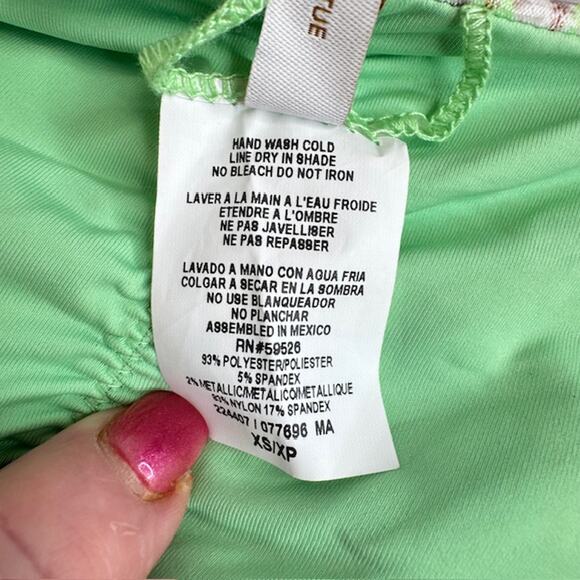 TUE
HAND WASH COLD
LINE DRY IN SHADE
NO BLEACH DO NOT IRON
LAVER A LA MAIN A L'EAU FROIDE
ETENDRE A L'OMBRE
NE PAS JAVELLISER
NE PAS REPASSER
LAVADO A MANO CON AGUA FRIA
COLGAR A SECAR EN LA SOMBRA
NO USE BLANQUEADOR
NO PLANCHAR
ASSEMBLED IN MEXICO
RN#59526
93% POLYESTER/POLIESTER
5% SPANDEX
2% METALLIC/METALICO/METALLIQUE
83% NYLON 17% SPANDEX
224407 / 077696 MA
XS/XP